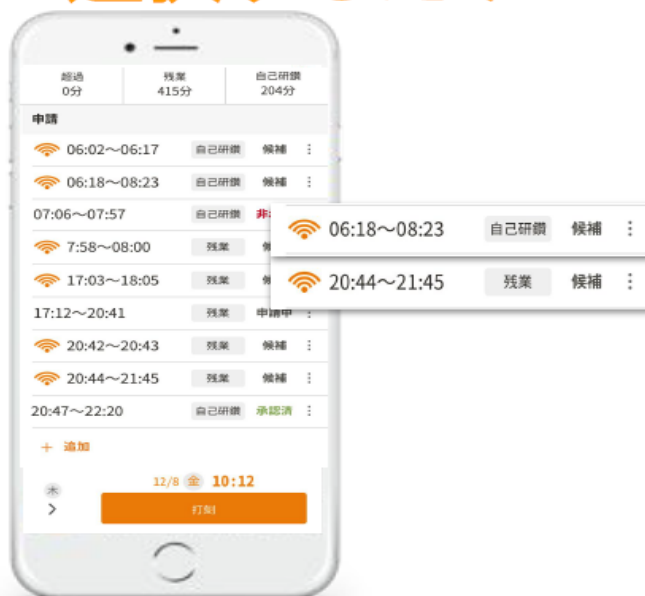 超過 残業 自己研鑽
0分 415分 204分
申請
06:02〜06:17 自己研鑽 候補
06:18〜08:23 自己研鑽 候補
07:06〜07:57 自己研鑽 非
7:58〜08:00 残業
17:03〜18:05 残業
17:12〜20:41 残業 申請中
20:42〜20:43 残業 候補
20:44〜21:45 残業 候補
20:47〜22:20 自己研鑽 承認済
+ 追加
12/8 金 10:12
木
打刻
06:18〜08:23 自己研鑽 候補
20:44〜21:45 残業 候補